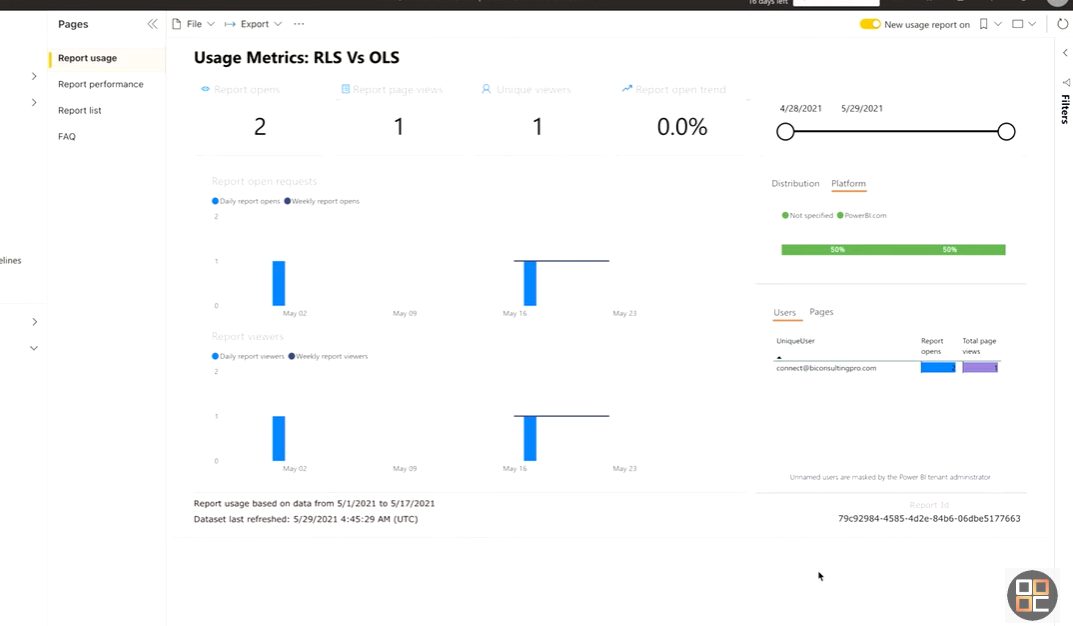 16 days left
Pages
File
Export
New usage report on
Report usage
Report performance
Report list
FAQ
elines
Usage Metrics: RLS Vs OLS
Report opens
Report page views
Unique viewers
Report open trend
2
1
1
0.0%
4/28/2021
5/29/2021
Filters
Report open requests
Daily report opens
Weekly report opens
2
1
0
May 02
May 09
May 16
May 23
Distribution
Platform
Not specified
PowerBI.com
50%
50%
Report viewers
Daily report viewers
Weekly report viewers
2
1
0
May 02
May 09
May 16
May 23
Users
Pages
UniqueUser
Report opens
Total page views
connect@biconsultingpro.com
2
1
Unnamed users are masked by the Power BI tenant administrator
Report usage based on data from 5/1/2021 to 5/17/2021
Dataset last refreshed: 5/29/2021 4:45:29 AM (UTC)
Report Id
79c92984-4585-4d2e-84b6-06dbe5177663